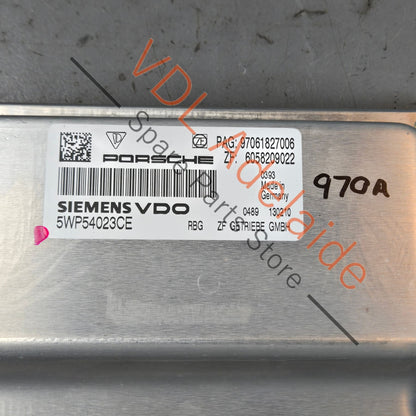 PAG: 97061827006
ZF: 6058209022
PORSCHE
0393
Made in
Germany
SIEMENS VDO
0489 130210
5WP54023CE
RBG ZF GETRIEBE GMBH
970A
VDL Adelaide
Spare Parts Store